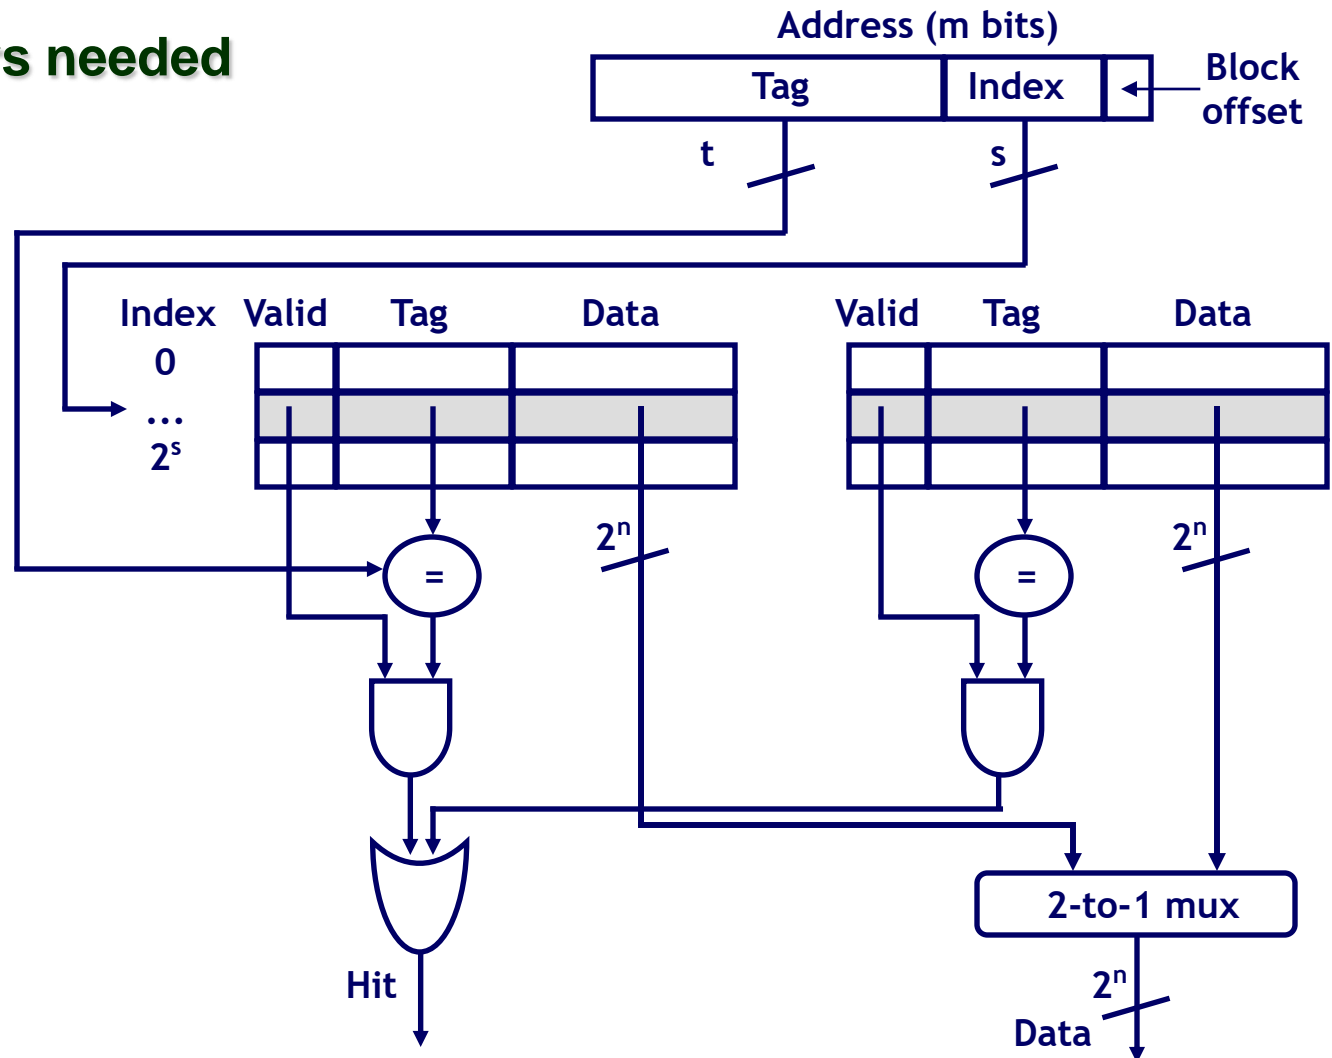 s needed
Address (m bits)
Tag Index Block
offset
t s
Index Valid Tag Data Valid Tag Data
0
...
2ˢ
2ⁿ 2ⁿ
= =
2-to-1 mux
Hit
2ⁿ
Data